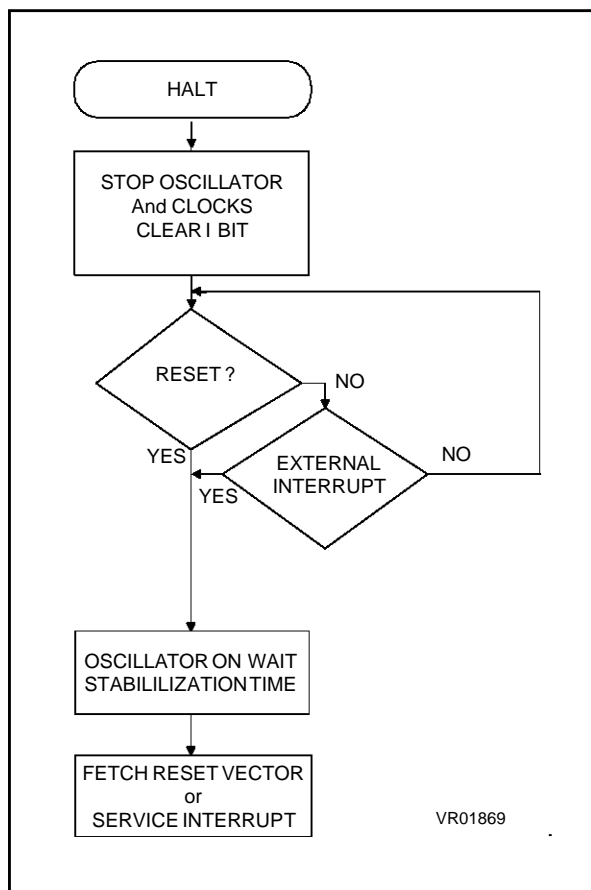 HALT
STOP OSCILLATOR
And CLOCKS
CLEAR I BIT
RESET ?
NO
YES
EXTERNAL
INTERRUPT
NO
YES
OSCILLATOR ON WAIT
STABILILIZATION TIME
FETCH RESET VECTOR
or
SERVICE INTERRUPT
VR01869